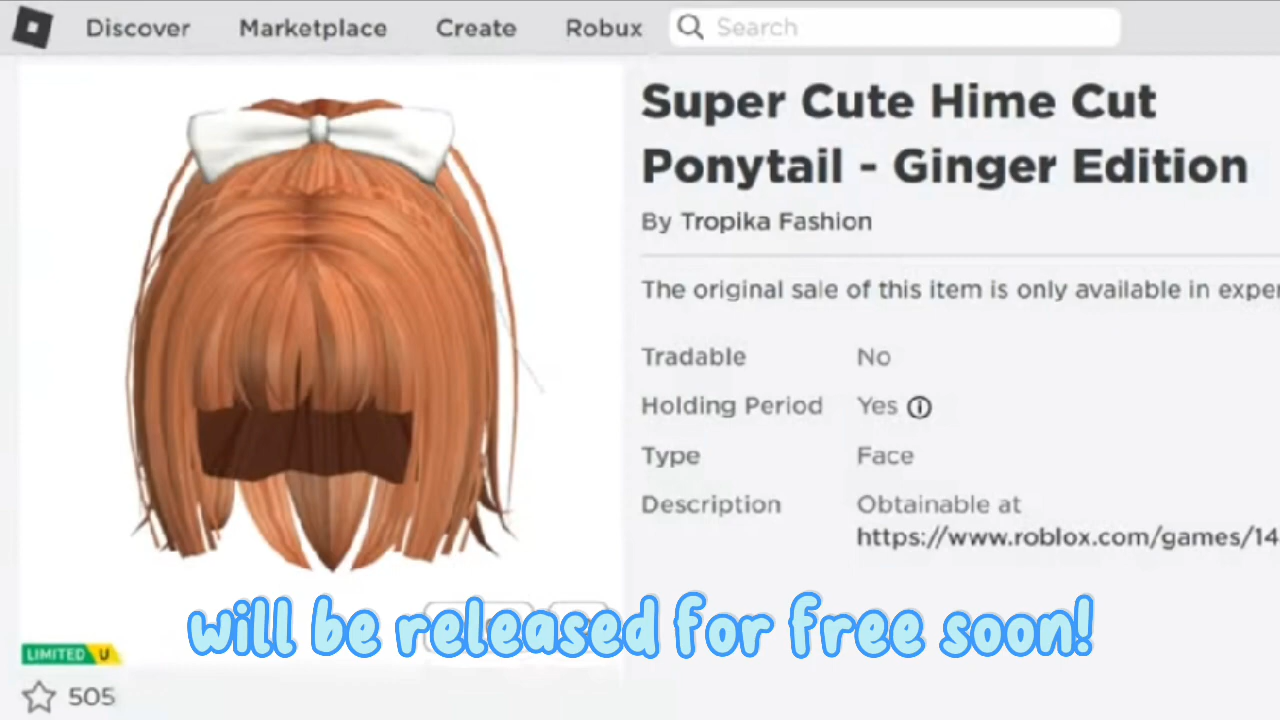 Discover Marketplace Create Robux Search
Super Cute Hime Cut
Ponytail - Ginger Edition
By Tropika Fashion
The original sale of this item is only available in exper
Tradable No
Holding Period Yes
Type Face
Description Obtainable at
https://www.roblox.com/games/14
will be released for free soon!
LIMITED U
505